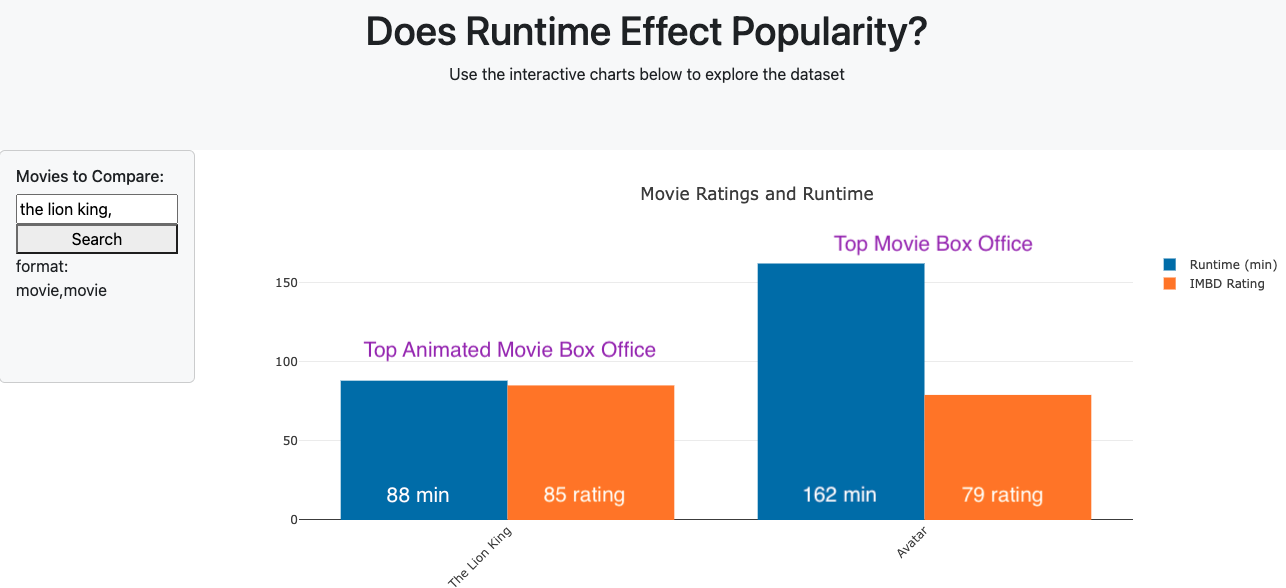 Does Runtime Effect Popularity?
Use the interactive charts below to explore the dataset
Movies to Compare:
the lion king,
Search
format:
movie,movie
Movie Ratings and Runtime
Top Movie Box Office
Runtime (min)
IMBD Rating
150
Top Animated Movie Box Office
100
50
88 min
85 rating
162 min
79 rating
0
The Lion King
Avatar